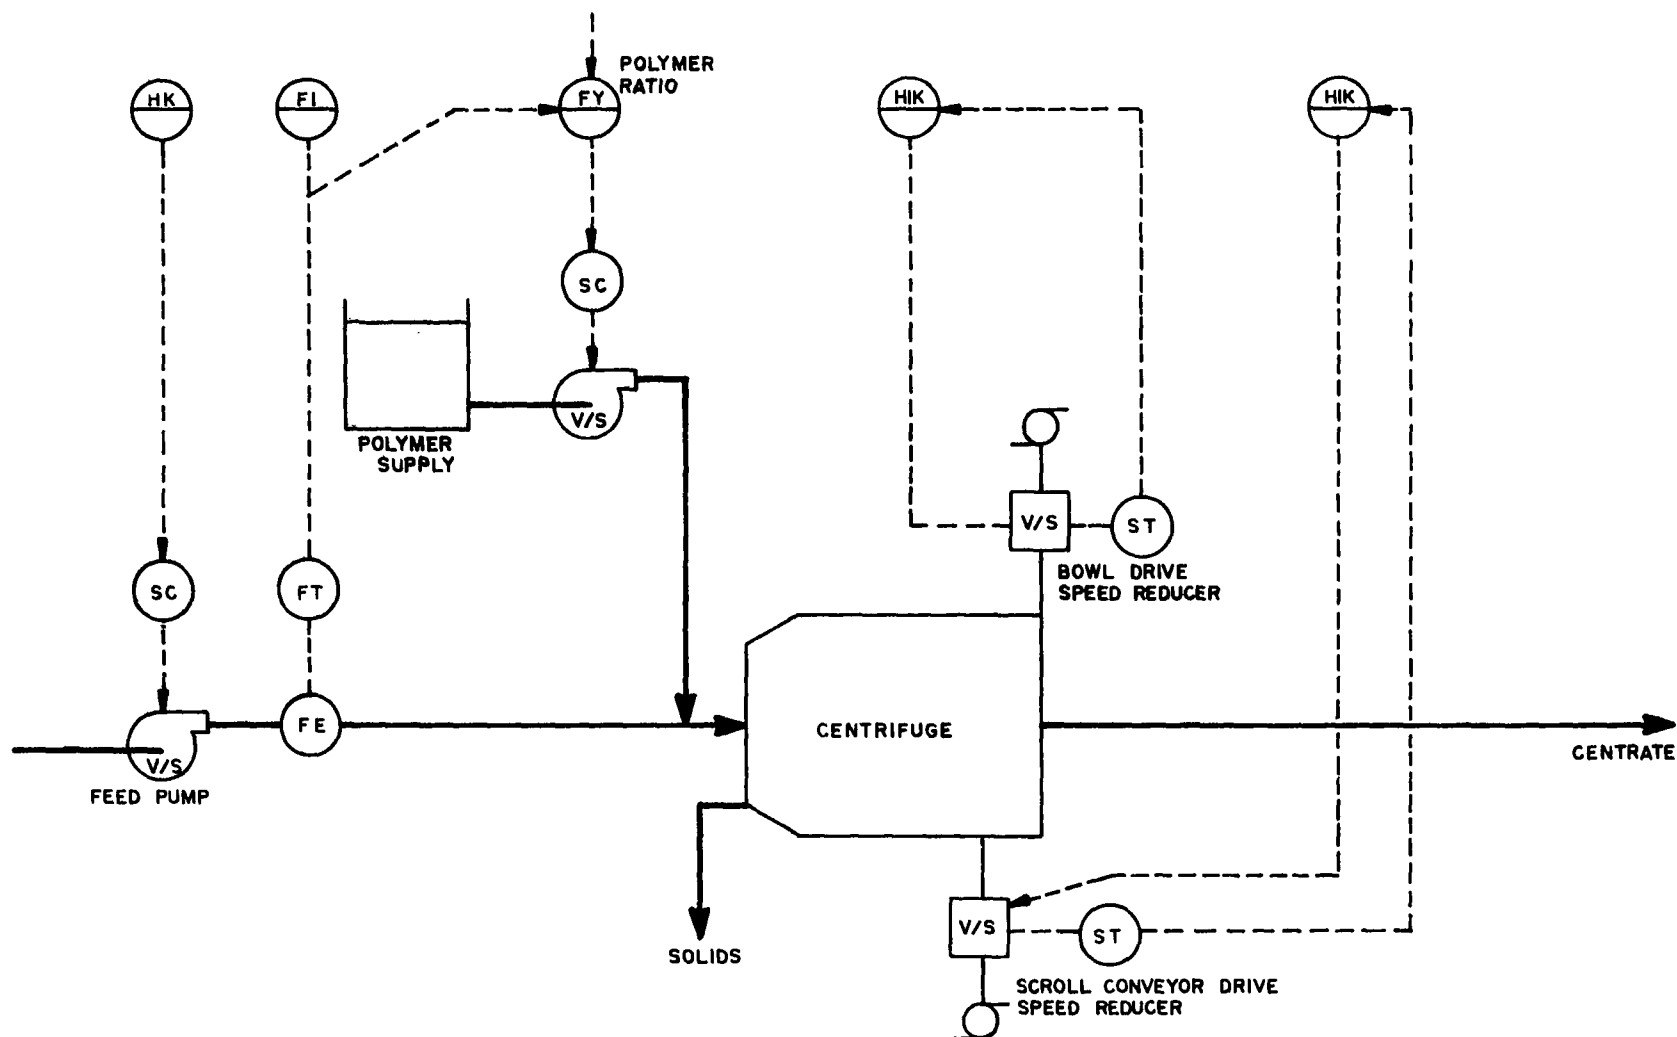 POLYMER
RATIO
HK
FI
FY
HIK
HIK
SC
POLYMER
SUPPLY
V/S
V/S
ST
BOWL DRIVE
SPEED REDUCER
SC
FT
FE
V/S
FEED PUMP
CENTRIFUGE
CENTRATE
SOLIDS
V/S
ST
SCROLL CONVEYOR DRIVE
SPEED REDUCER